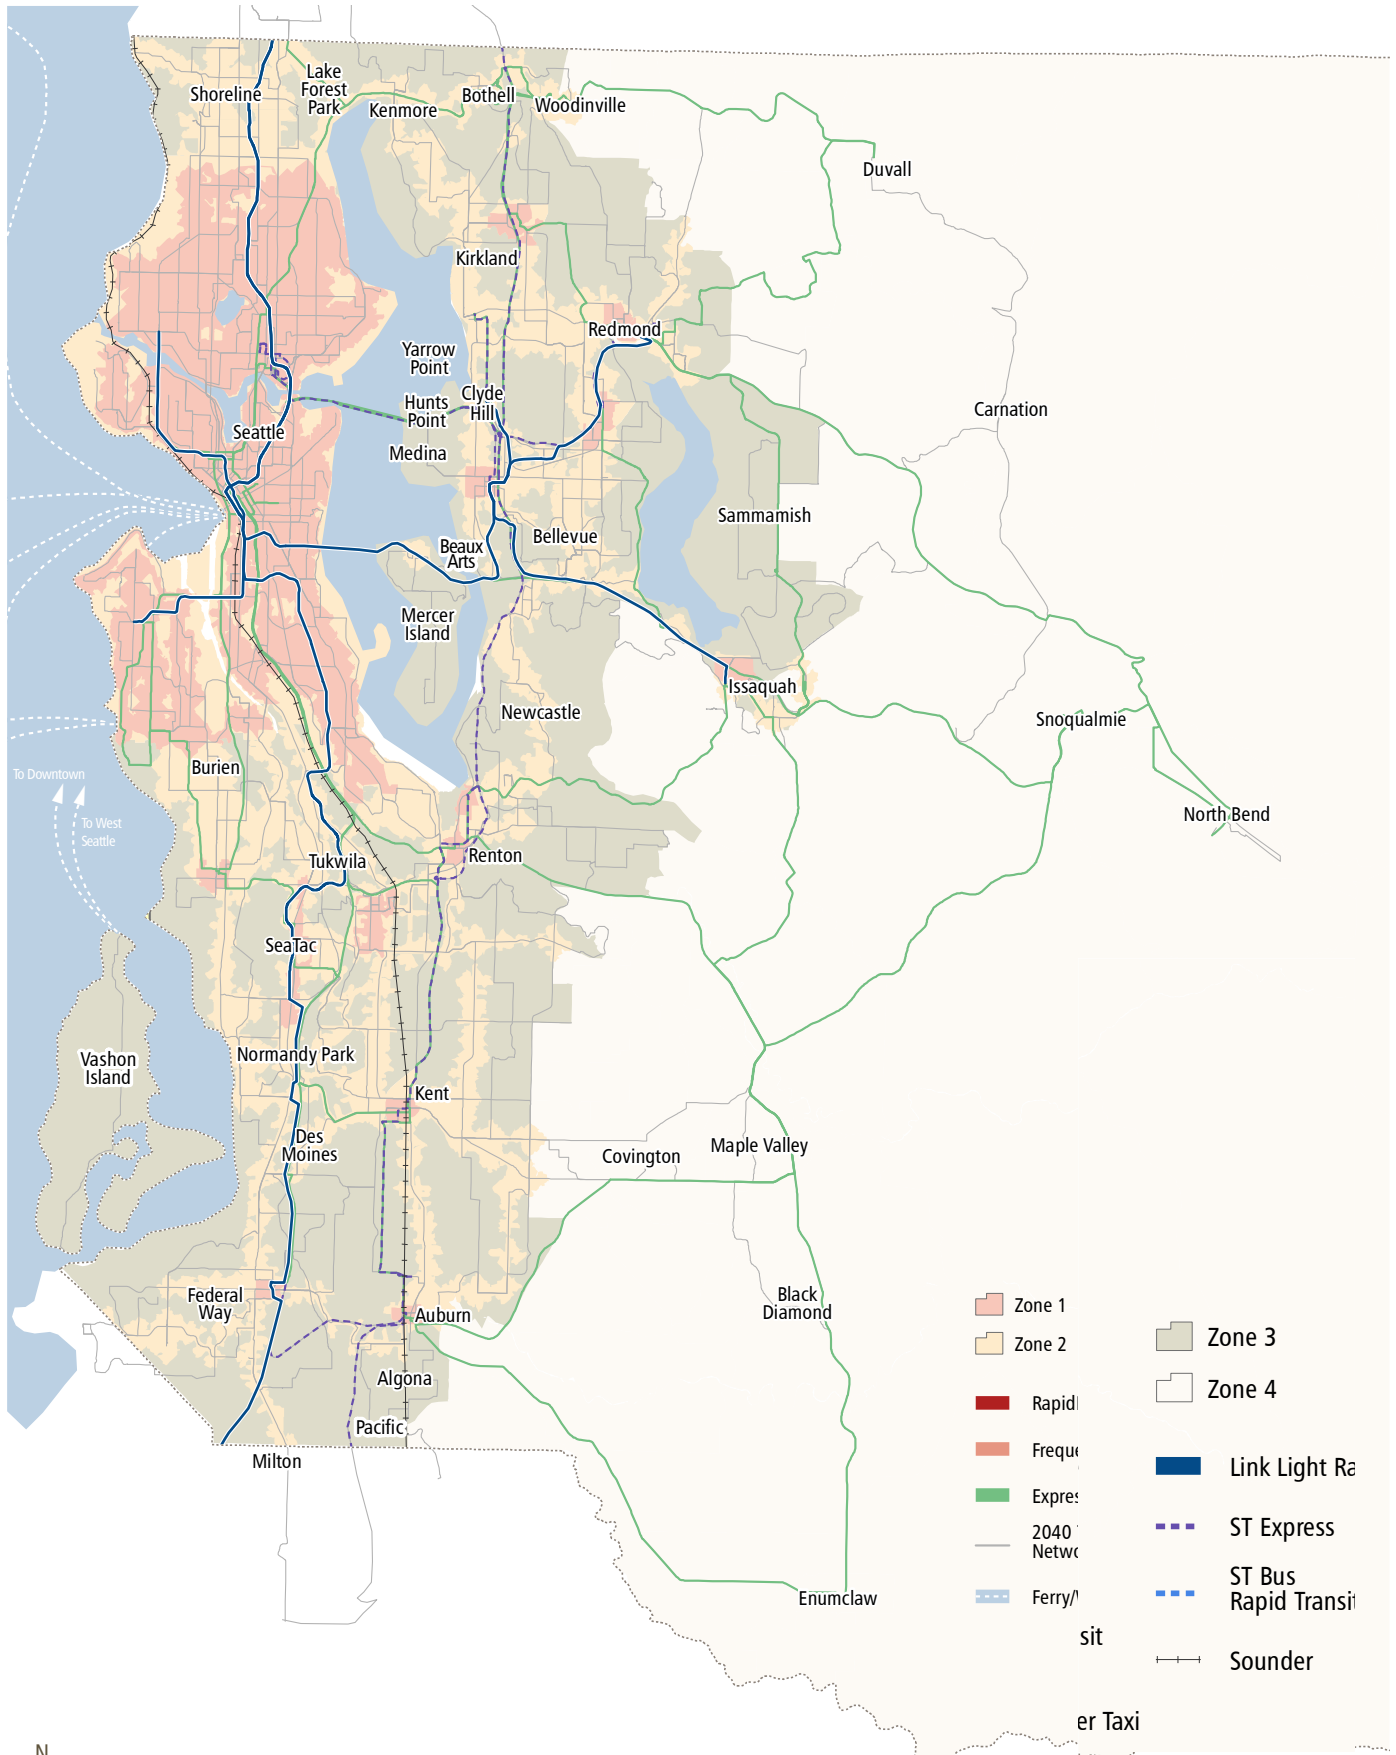 Shoreline
Lake
Forest
Park
Kenmore
Bothell
Woodinville
Duvall
Kirkland
Redmond
Yarrow
Point
Hunts
Point
Clyde
Hill
Medina
Seattle
Carnation
Sammamish
Beaux
Arts
Bellevue
Mercer
Island
Issaquah
Newcastle
Snoqualmie
Burien
To Downtown
To West
Seattle
North Bend
Tukwila
Renton
SeaTac
Normandy Park
Vashon
Island
Kent
Des
Moines
Covington
Maple Valley
Federal
Way
Auburn
Black
Diamond
Algona
Pacific
Milton
Enumclaw
Zone 1
Zone 2
Rapid
Freque
Expres
2040
Netwo
Ferry/
Zone 3
Zone 4
Link Light Ra
ST Express
ST Bus
Rapid Transit
sit
Sounder
er Taxi
N